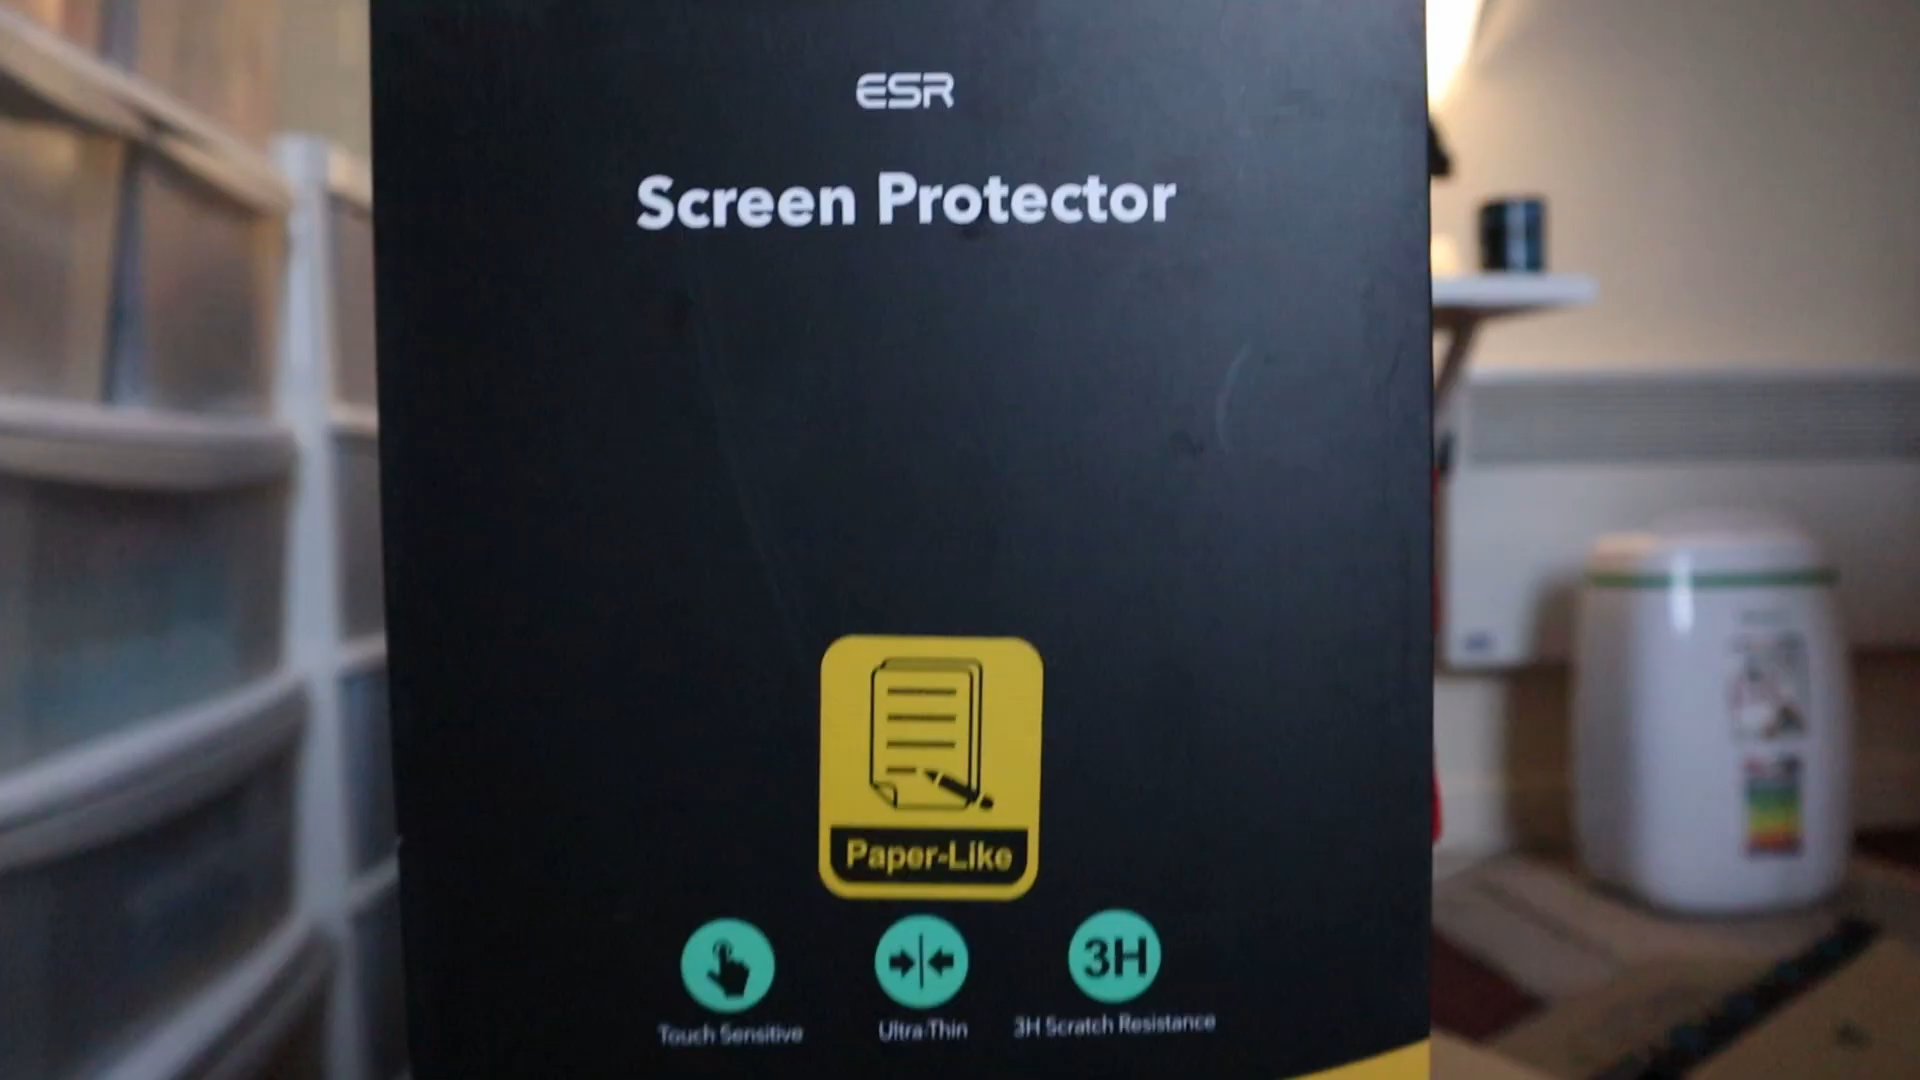 ESR
Screen Protector
Paper-Like
3H
Touch Sensitive
Ultra-Thin
3H Scratch Resistance